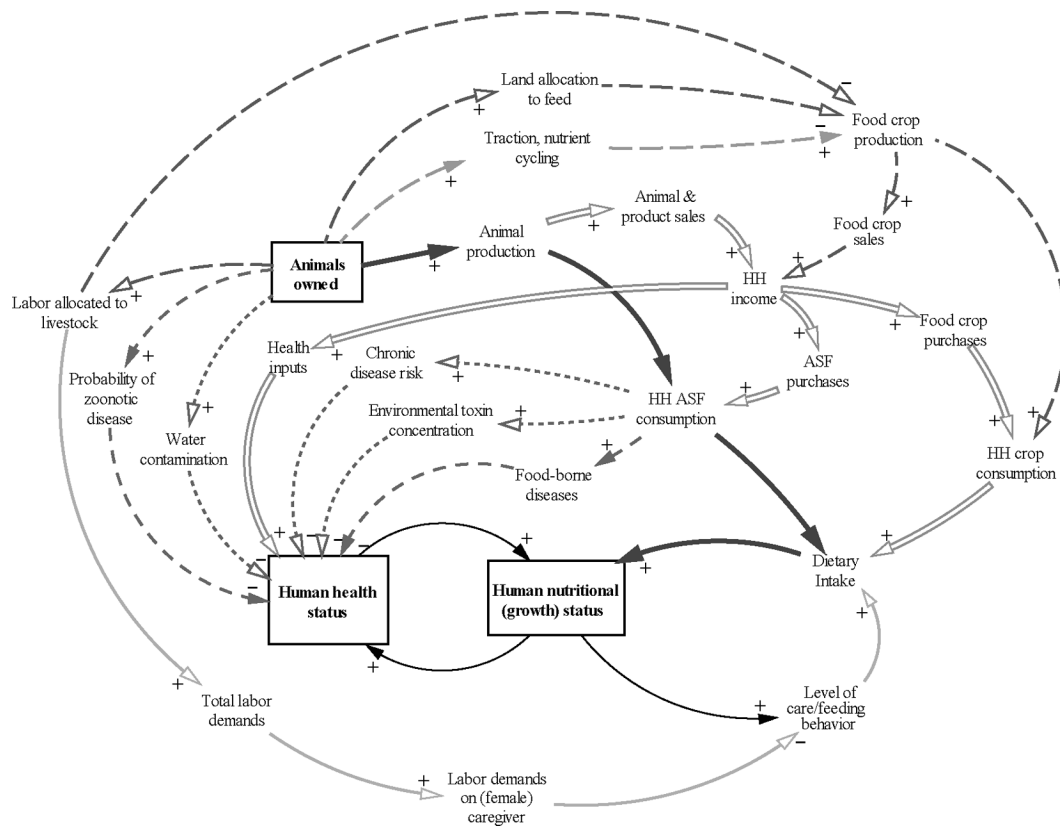 Land allocation
to feed
Food crop
production
Traction, nutrient
cycling
Animal &
product sales
Food crop
sales
Animal
production
Animals
owned
HH
income
Labor allocated to
livestock
Food crop
purchases
Health
inputs
Chronic
disease risk
ASF
purchases
Probability of
zoonotic
disease
HH ASF
consumption
Environmental toxin
concentration
Water
contamination
HH crop
consumption
Food-borne
diseases
Dietary
Intake
Human health
status
Human nutritional
(growth) status
Total labor
demands
Level of
care/feeding
behavior
Labor demands
on (female)
caregiver